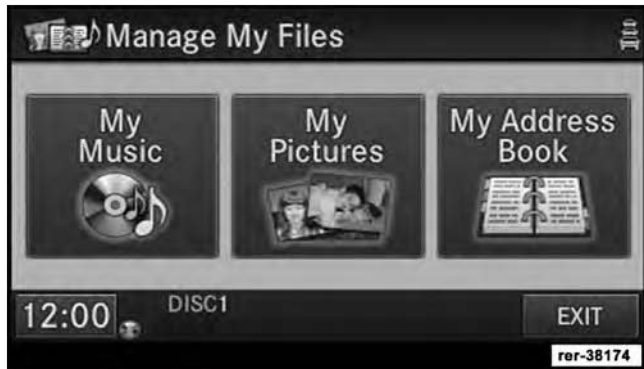 Manage My Files
My
Music
My
Pictures
My Address
Book
12:00
DISC1
EXIT
rer-38174